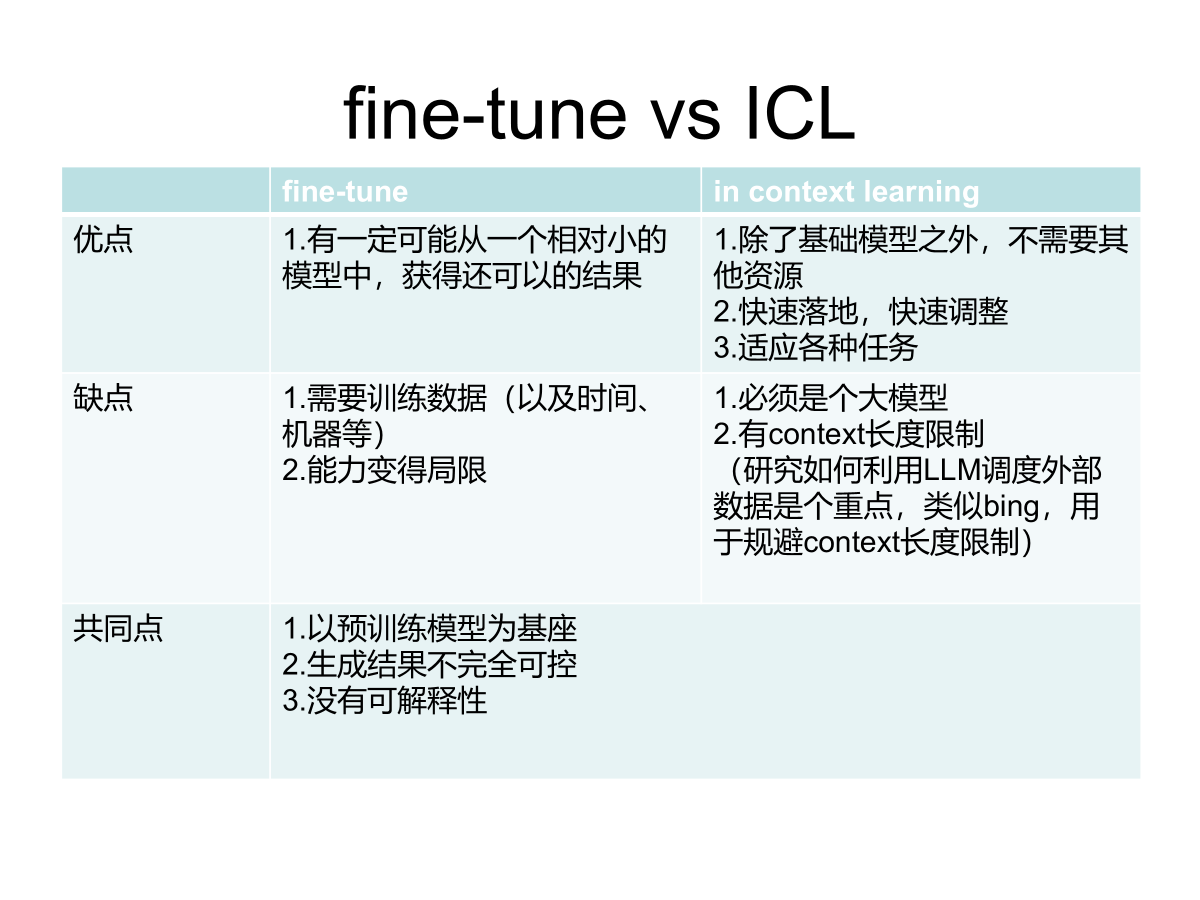 fine-tune vs ICL
fine-tune
in context learning
优点
1.有一定可能从一个相对小的
模型中，获得还可以的结果
1.除了基础模型之外，不需要其
他资源
2.快速落地，快速调整
3.适应各种任务
缺点
1.需要训练数据（以及时间、
机器等）
2.能力变得局限
1.必须是个大模型
2.有context长度限制
（研究如何利用LLM调度外部
数据是个重点，类似bing，用
于规避context长度限制）
共同点
1.以预训练模型为基座
2.生成结果不完全可控
3.没有可解释性